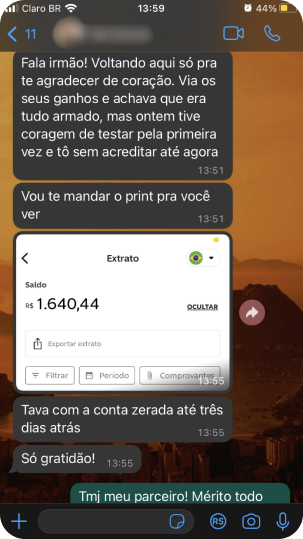 Claro BR
13:59
44%
11
Fala irmão! Voltando aqui só pra
te agradecer de coração. Via os
seus ganhos e achava que era
tudo armado, mas ontem tive
coragem de testar pela primeira
vez e tô sem acreditar até agora
13:51
Vou te mandar o print pra você
ver
13:51
Extrato
Saldo
R$ 1.640,44
OCULTAR
Exportar extrato
Filtrar
Período
Comprovantes
13:55
Tava com a conta zerada até três
dias atrás
13:55
Só gratidão!
13:55
Tmj meu parceiro! Mérito todo
R$